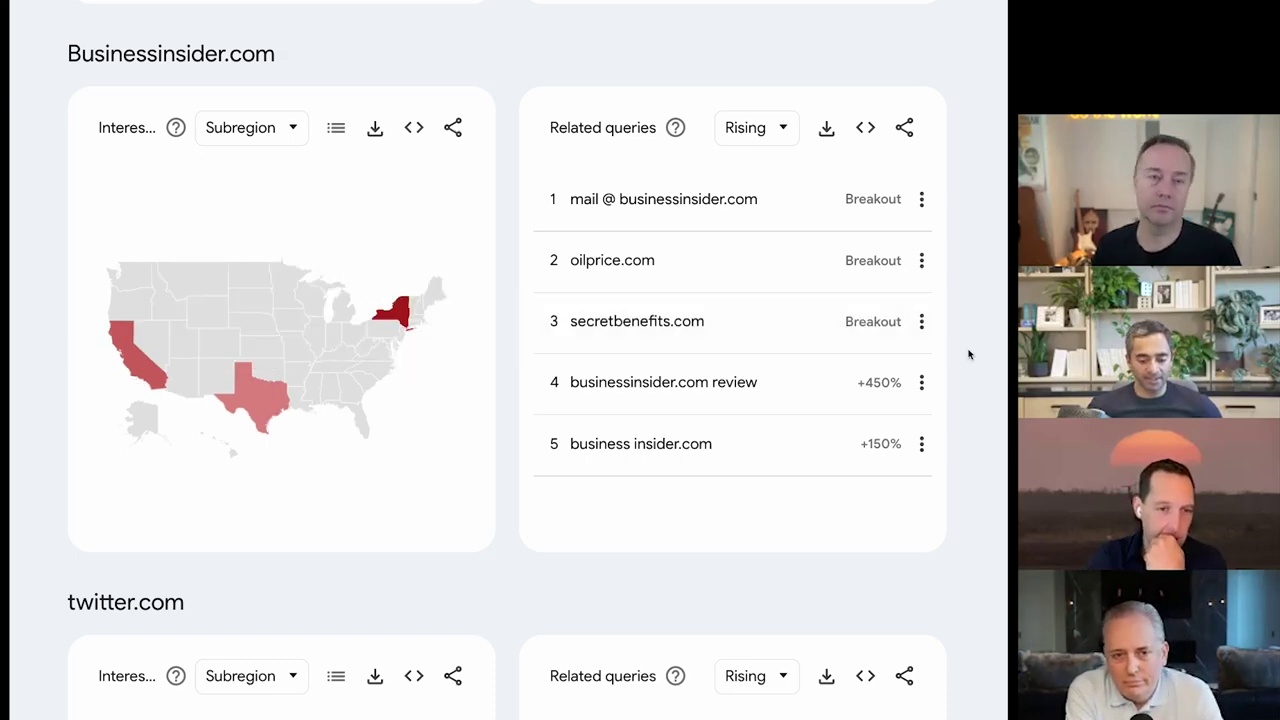 Businessinsider.com
Interes... Subregion
Related queries Rising
1 mail @ businessinsider.com Breakout
2 oilprice.com Breakout
3 secretbenefits.com Breakout
4 businessinsider.com review +450%
5 business insider.com +150%
twitter.com
Interes... Subregion
Related queries Rising